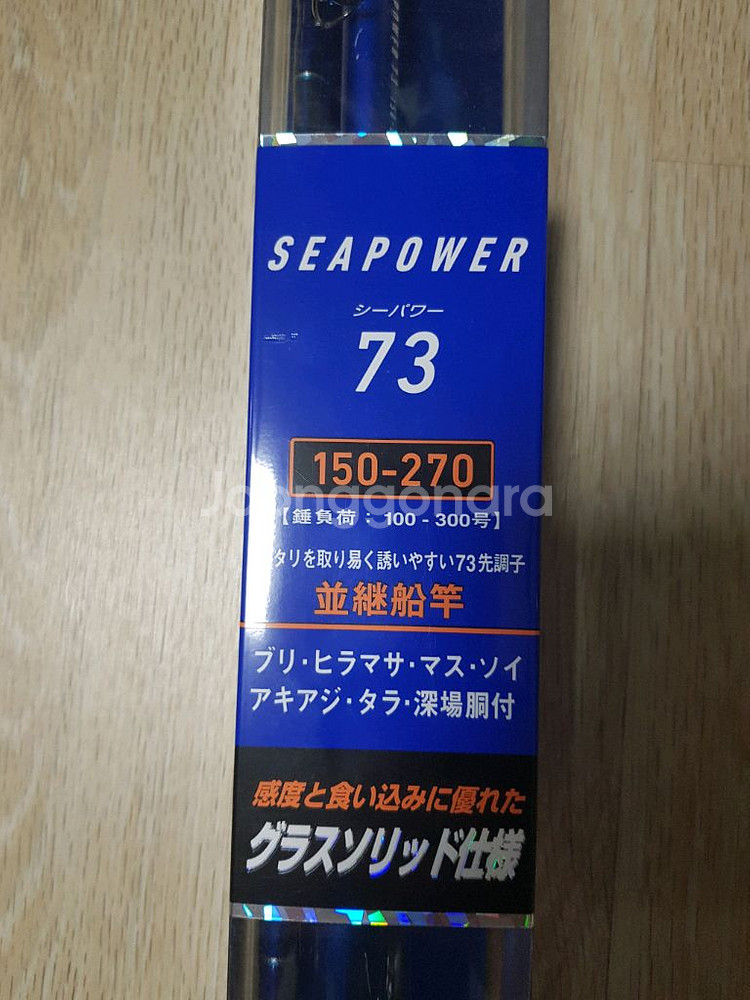 SEAPOWER
シーパワー
73
150-270
Joonggonara
【錘負荷：100-300号】
タリを取り易く誘いやすい73先調子
並継船竿
ブリ・ヒラマサ・マス・ソイ
アキアジ・タラ・深場胴付
感度と食い込みに優れた
グラスソリッド仕様